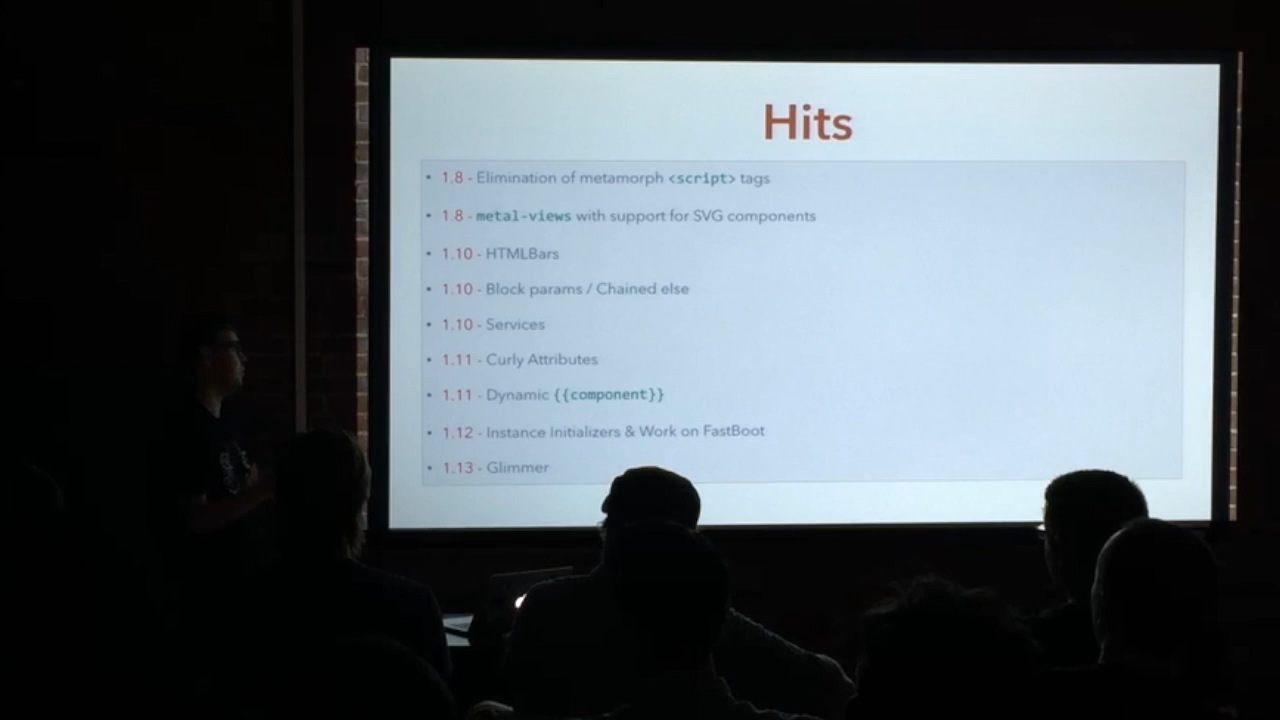 Hits
• 1.8 - Elimination of metamorph <script> tags
• 1.8 - metal-views with support for SVG components
• 1.10 - HTMLBars
• 1.10 - Block params / Chained else
• 1.10 - Services
• 1.11 - Curly Attributes
• 1.11 - Dynamic {{component}}
• 1.12 - Instance Initializers & Work on FastBoot
• 1.13 - Glimmer